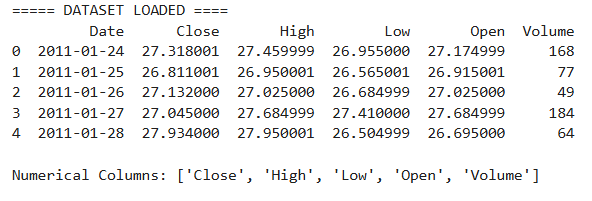 ===== DATASET LOADED ====
Date Close High Low Open Volume
0 2011-01-24 27.318001 27.459999 26.955000 27.174999 168
1 2011-01-25 26.811001 26.950001 26.565001 26.915001 77
2 2011-01-26 27.132000 27.025000 26.684999 27.025000 49
3 2011-01-27 27.045000 27.684999 27.410000 27.684999 184
4 2011-01-28 27.934000 27.950001 26.504999 26.695000 64
Numerical Columns: ['Close', 'High', 'Low', 'Open', 'Volume']